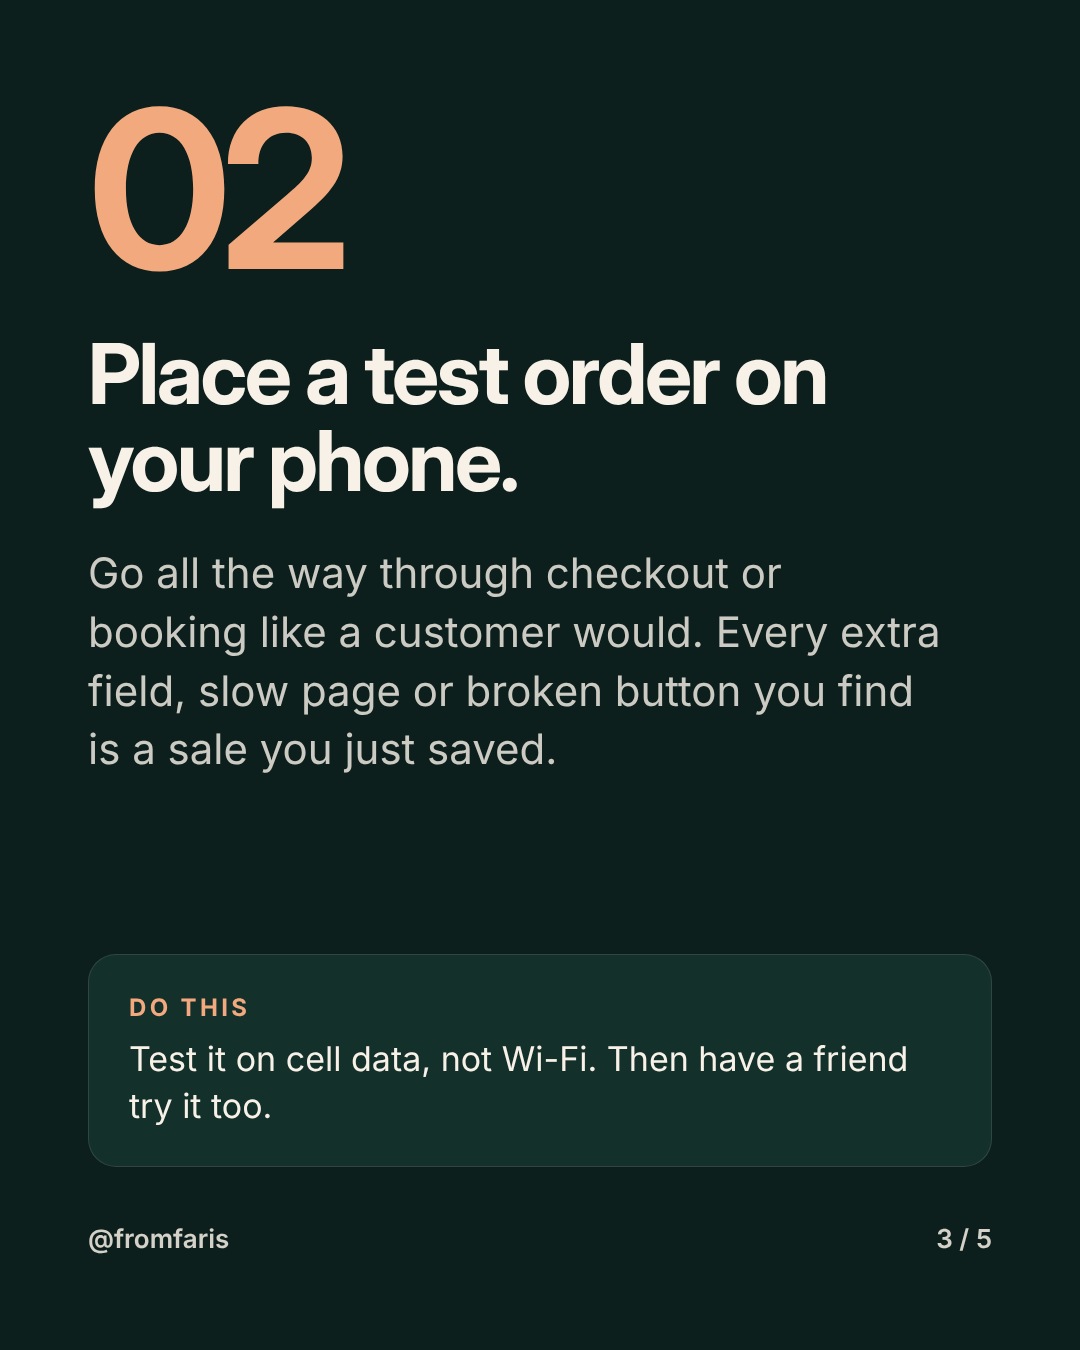 02
Place a test order on
your phone.
Go all the way through checkout or
booking like a customer would. Every extra
field, slow page or broken button you find
is a sale you just saved.
DO THIS
Test it on cell data, not Wi-Fi. Then have a friend
try it too.
@fromfaris
3 / 5